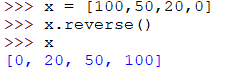 >>> x = [100,50,20,0]
>>> x.reverse()
>>> x
[0, 20, 50, 100]